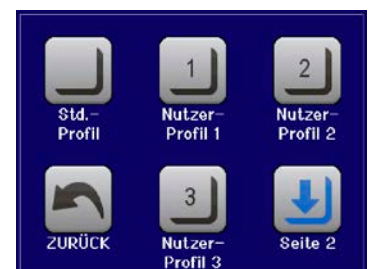 1
2
Std.-
Profil
Nutzer-
Profil 1
Nutzer-
Profil 2
3
ZURÜCK
Nutzer-
Profil 3
Seite 2